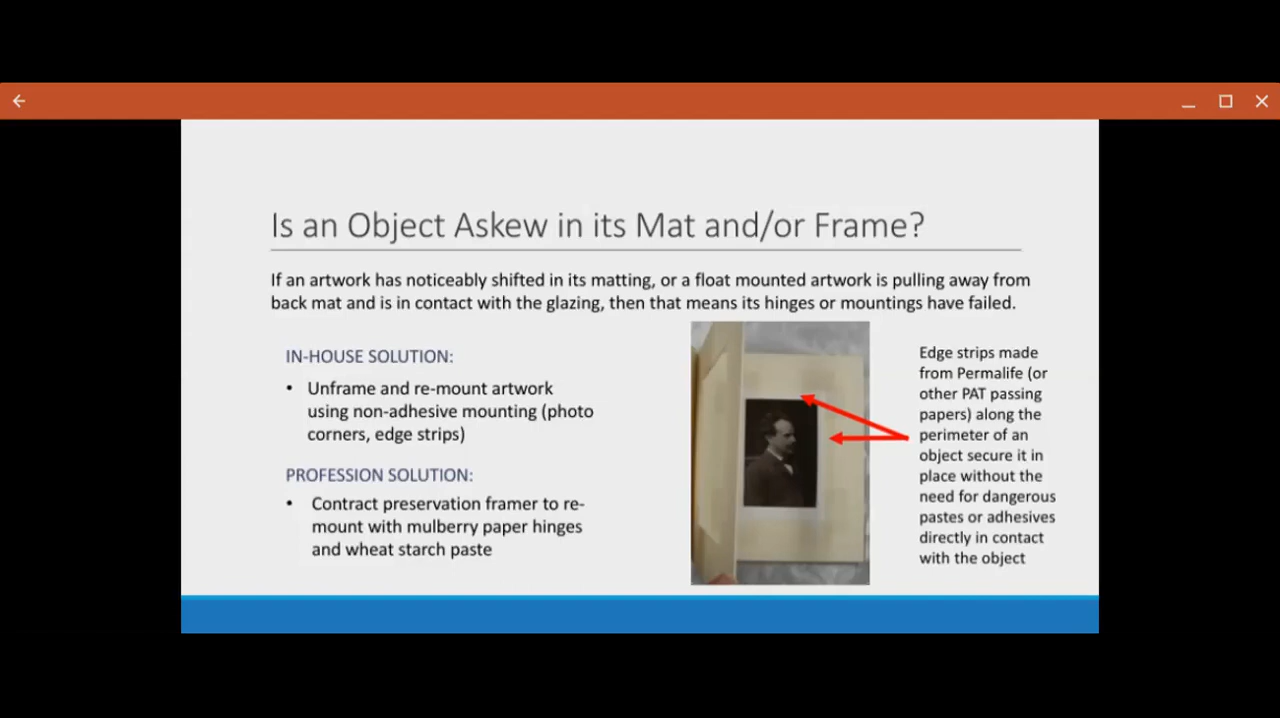 Is an Object Askew in its Mat and/or Frame?
If an artwork has noticeably shifted in its matting, or a float mounted artwork is pulling away from
back mat and is in contact with the glazing, then that means its hinges or mountings have failed.
IN-HOUSE SOLUTION:
• Unframe and re-mount artwork
using non-adhesive mounting (photo
corners, edge strips)
PROFESSION SOLUTION:
• Contract preservation framer to re-
mount with mulberry paper hinges
and wheat starch paste
Edge strips made
from Permalife (or
other PAT passing
papers) along the
perimeter of an
object secure it in
place without the
need for dangerous
pastes or adhesives
directly in contact
with the object